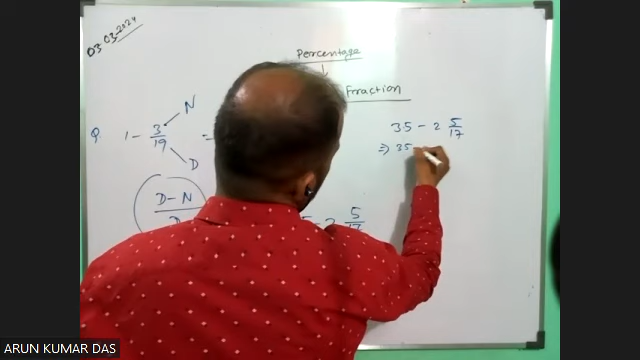 03.03.2024
Percentage
↓
Fraction
Q. 1 - 3/19 =
N
D
D-N
35 - 2 5/17
⇒ 35 -
- 2 5/17
ARUN KUMAR DAS